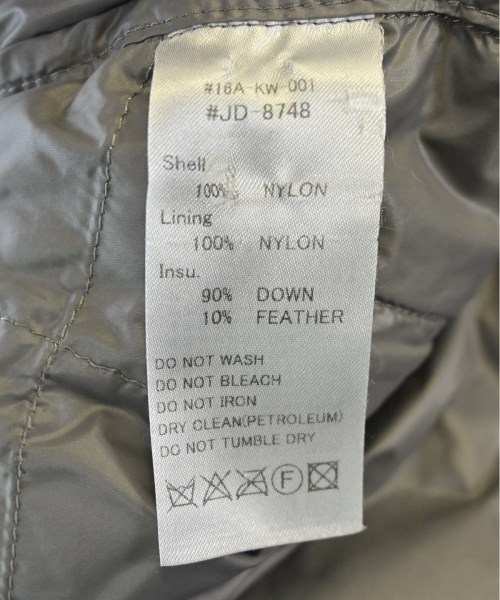 #16A-KW-001
#JD-8748
Shell
100% NYLON
Lining
100% NYLON
Insu.
90% DOWN
10% FEATHER
DO NOT WASH
DO NOT BLEACH
DO NOT IRON
DRY CLEAN(PETROLEUM)
DO NOT TUMBLE DRY
F